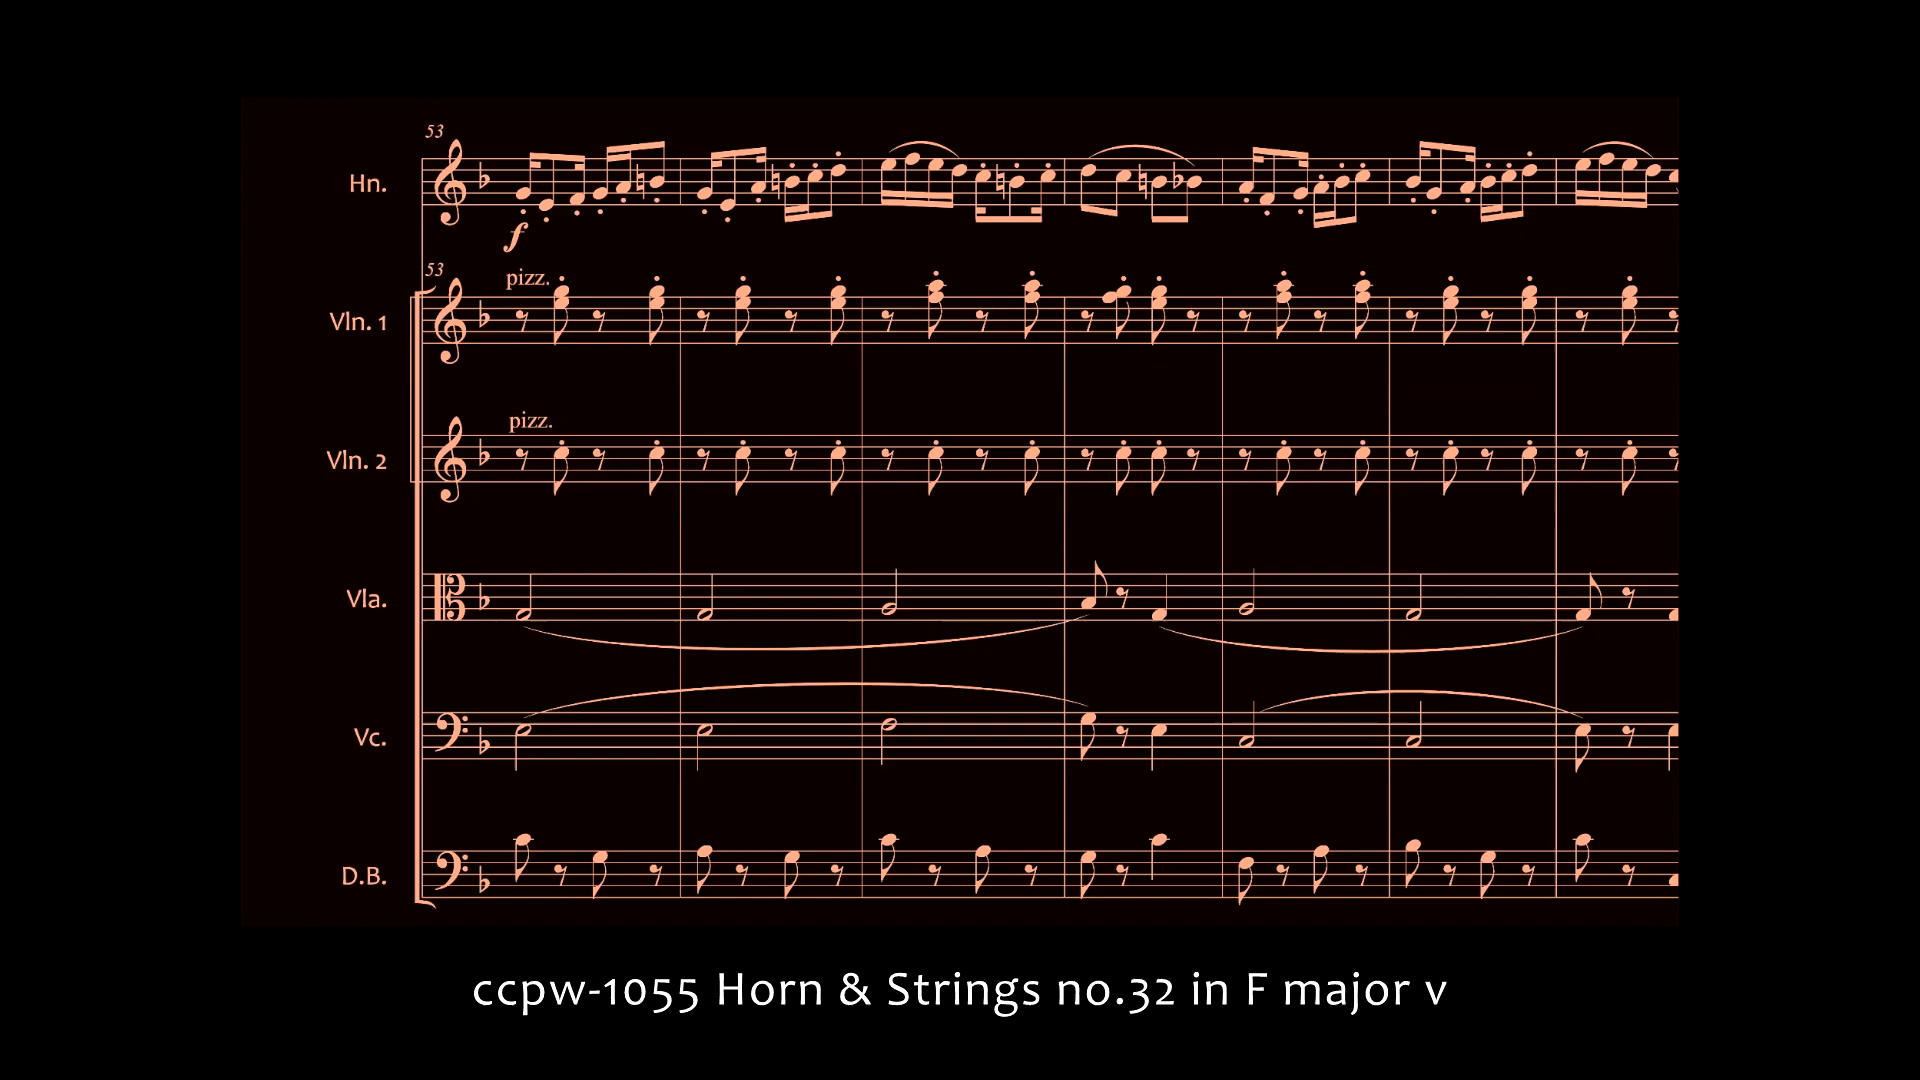 53
Hn.
f
53
pizz.
Vln. 1
pizz.
Vln. 2
Vla.
Vc.
D.B.
ccpw-1055 Horn & Strings no.32 in F major v